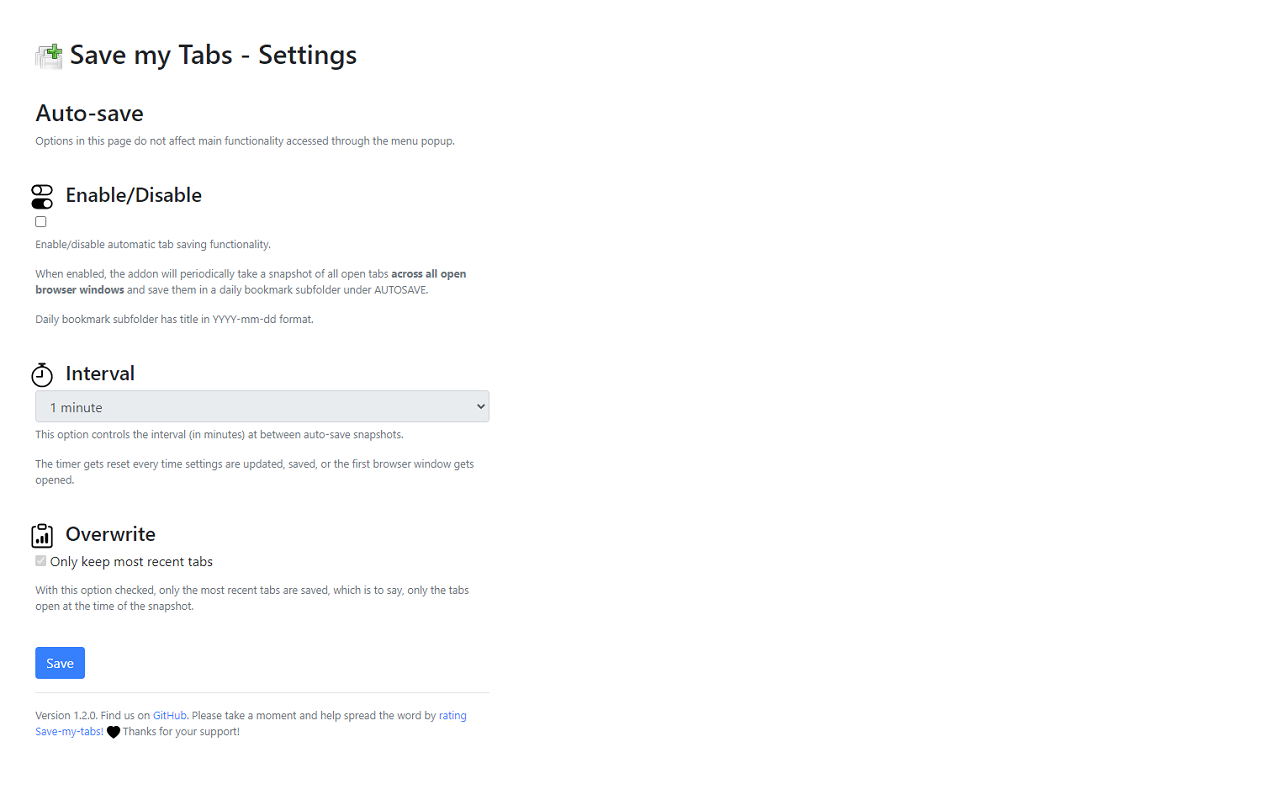 Save my Tabs - Settings
Auto-save
Options in this page do not affect main functionality accessed through the menu popup.
Enable/Disable
Enable/disable automatic tab saving functionality.
When enabled, the addon will periodically take a snapshot of all open tabs across all open
browser windows and save them in a daily bookmark subfolder under AUTOSAVE.
Daily bookmark subfolder has title in YYYY-mm-dd format.
Interval
1 minute
This option controls the interval (in minutes) at between auto-save snapshots.
The timer gets reset every time settings are updated, saved, or the first browser window gets
opened.
Overwrite
Only keep most recent tabs
With this option checked, only the most recent tabs are saved, which is to say, only the tabs
open at the time of the snapshot.
Save
Version 1.2.0. Find us on GitHub. Please take a moment and help spread the word by rating
Save-my-tabs! Thanks for your support!